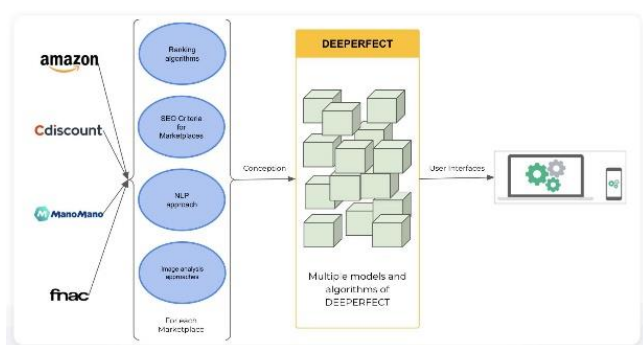 amazon
Cdiscount
ManoMano
fnac
Ranking
algorithms
SEO Criteria
for
Marketplaces
NLP
approach
Image analysis
approaches
For each
Marketplace
Conception
DEEPERFECT
Multiple models and
algorithms of
DEEPERFECT
User Interfaces